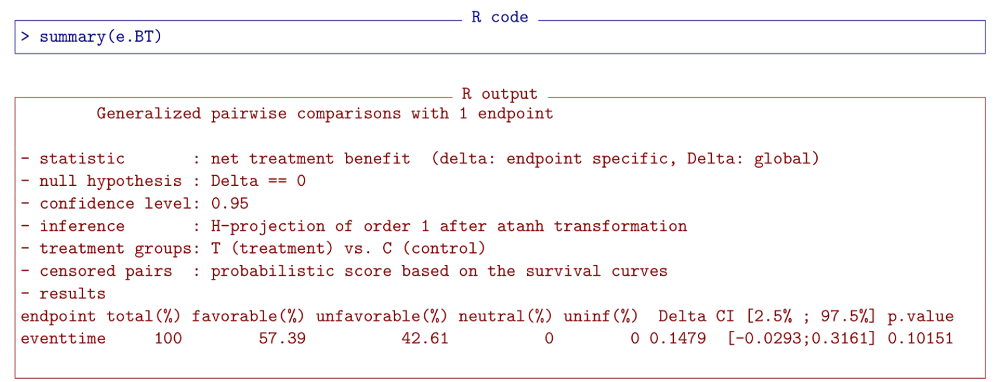 R code
> summary(e.BT)
R output
Generalized pairwise comparisons with 1 endpoint
- statistic       : net treatment benefit  (delta: endpoint specific, Delta: global)
- null hypothesis : Delta == 0
- confidence level: 0.95
- inference       : H-projection of order 1 after atanh transformation
- treatment groups: T (treatment) vs. C (control)
- censored pairs  : probabilistic score based on the survival curves
- results
endpoint total(%) favorable(%) unfavorable(%) neutral(%) uninf(%)  Delta CI [2.5% ; 97.5%] p.value
eventtime     100        57.39          42.61          0        0 0.1479  [-0.0293;0.3161] 0.10151